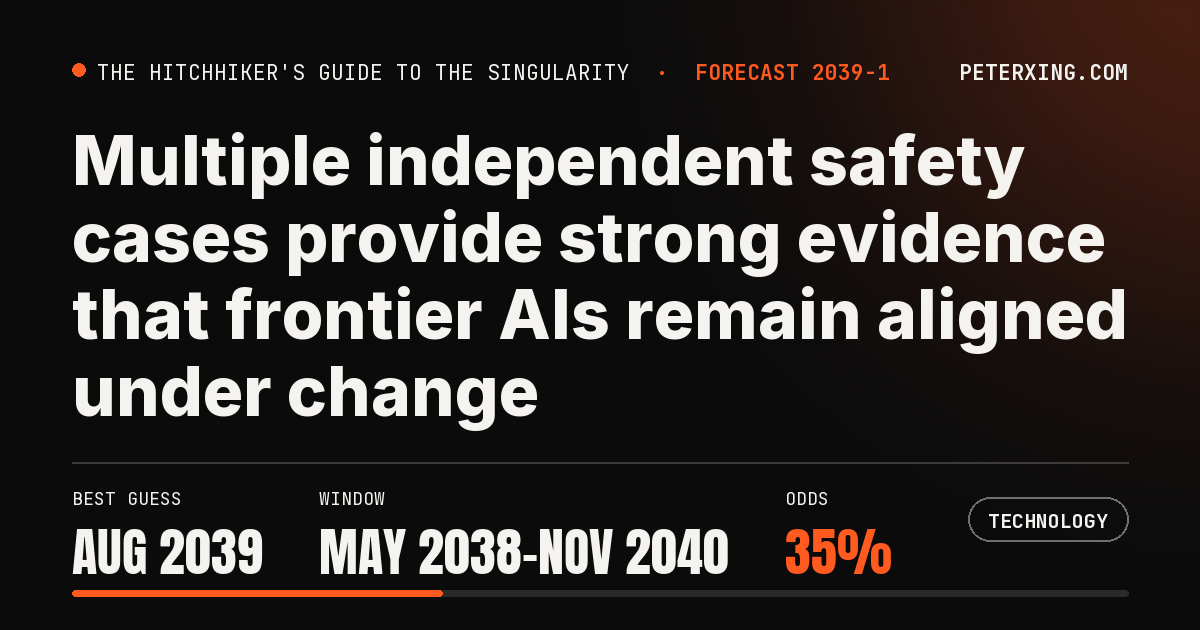 THE HITCHHIKER'S GUIDE TO THE SINGULARITY · FORECAST 2039-1 PETERXING.COM
Multiple independent safety
cases provide strong evidence
that frontier AIs remain aligned
under change
BEST GUESS WINDOW ODDS
AUG 2039 MAY 2038-NOV 2040 35% TECHNOLOGY